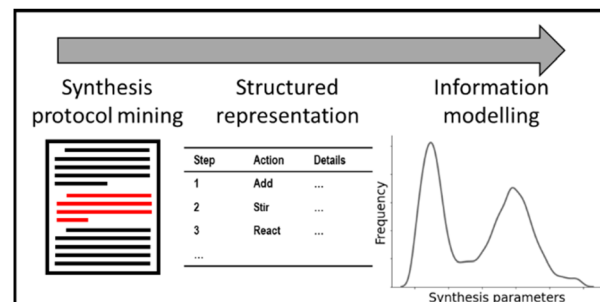 Synthesis
protocol mining
Structured
representation
Information
modelling
Step Action Details
1 Add ...
2 Stir ...
3 React ...
...
Frequency
Synthesis parameters